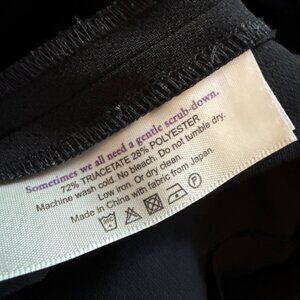 Sometimes we all need a gentle scrub-down.
72% TRIACETATE 28% POLYESTER
Machine wash cold. No bleach. Do not tumble dry.
Low iron. Or dry clean.
Made in China with fabric from Japan.